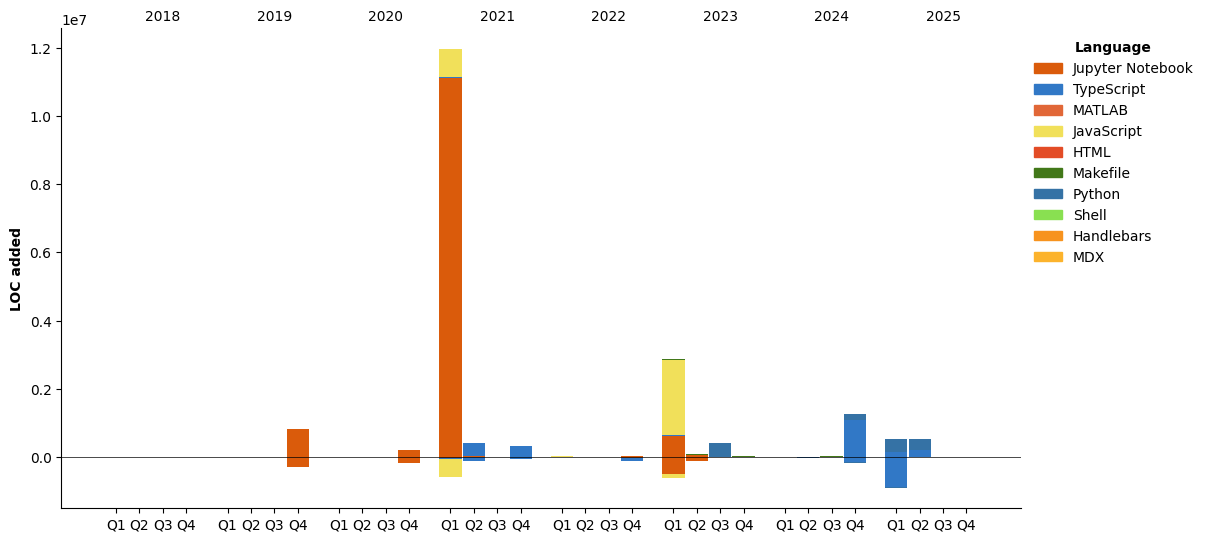 1e7
2018 2019 2020 2021 2022 2023 2024 2025
1.2
1.0
0.8
0.6
0.4
0.2
0.0
LOC added
Q1 Q2 Q3 Q4 Q1 Q2 Q3 Q4 Q1 Q2 Q3 Q4 Q1 Q2 Q3 Q4 Q1 Q2 Q3 Q4 Q1 Q2 Q3 Q4 Q1 Q2 Q3 Q4 Q1 Q2 Q3 Q4
Language
Jupyter Notebook
TypeScript
MATLAB
JavaScript
HTML
Makefile
Python
Shell
Handlebars
MDX